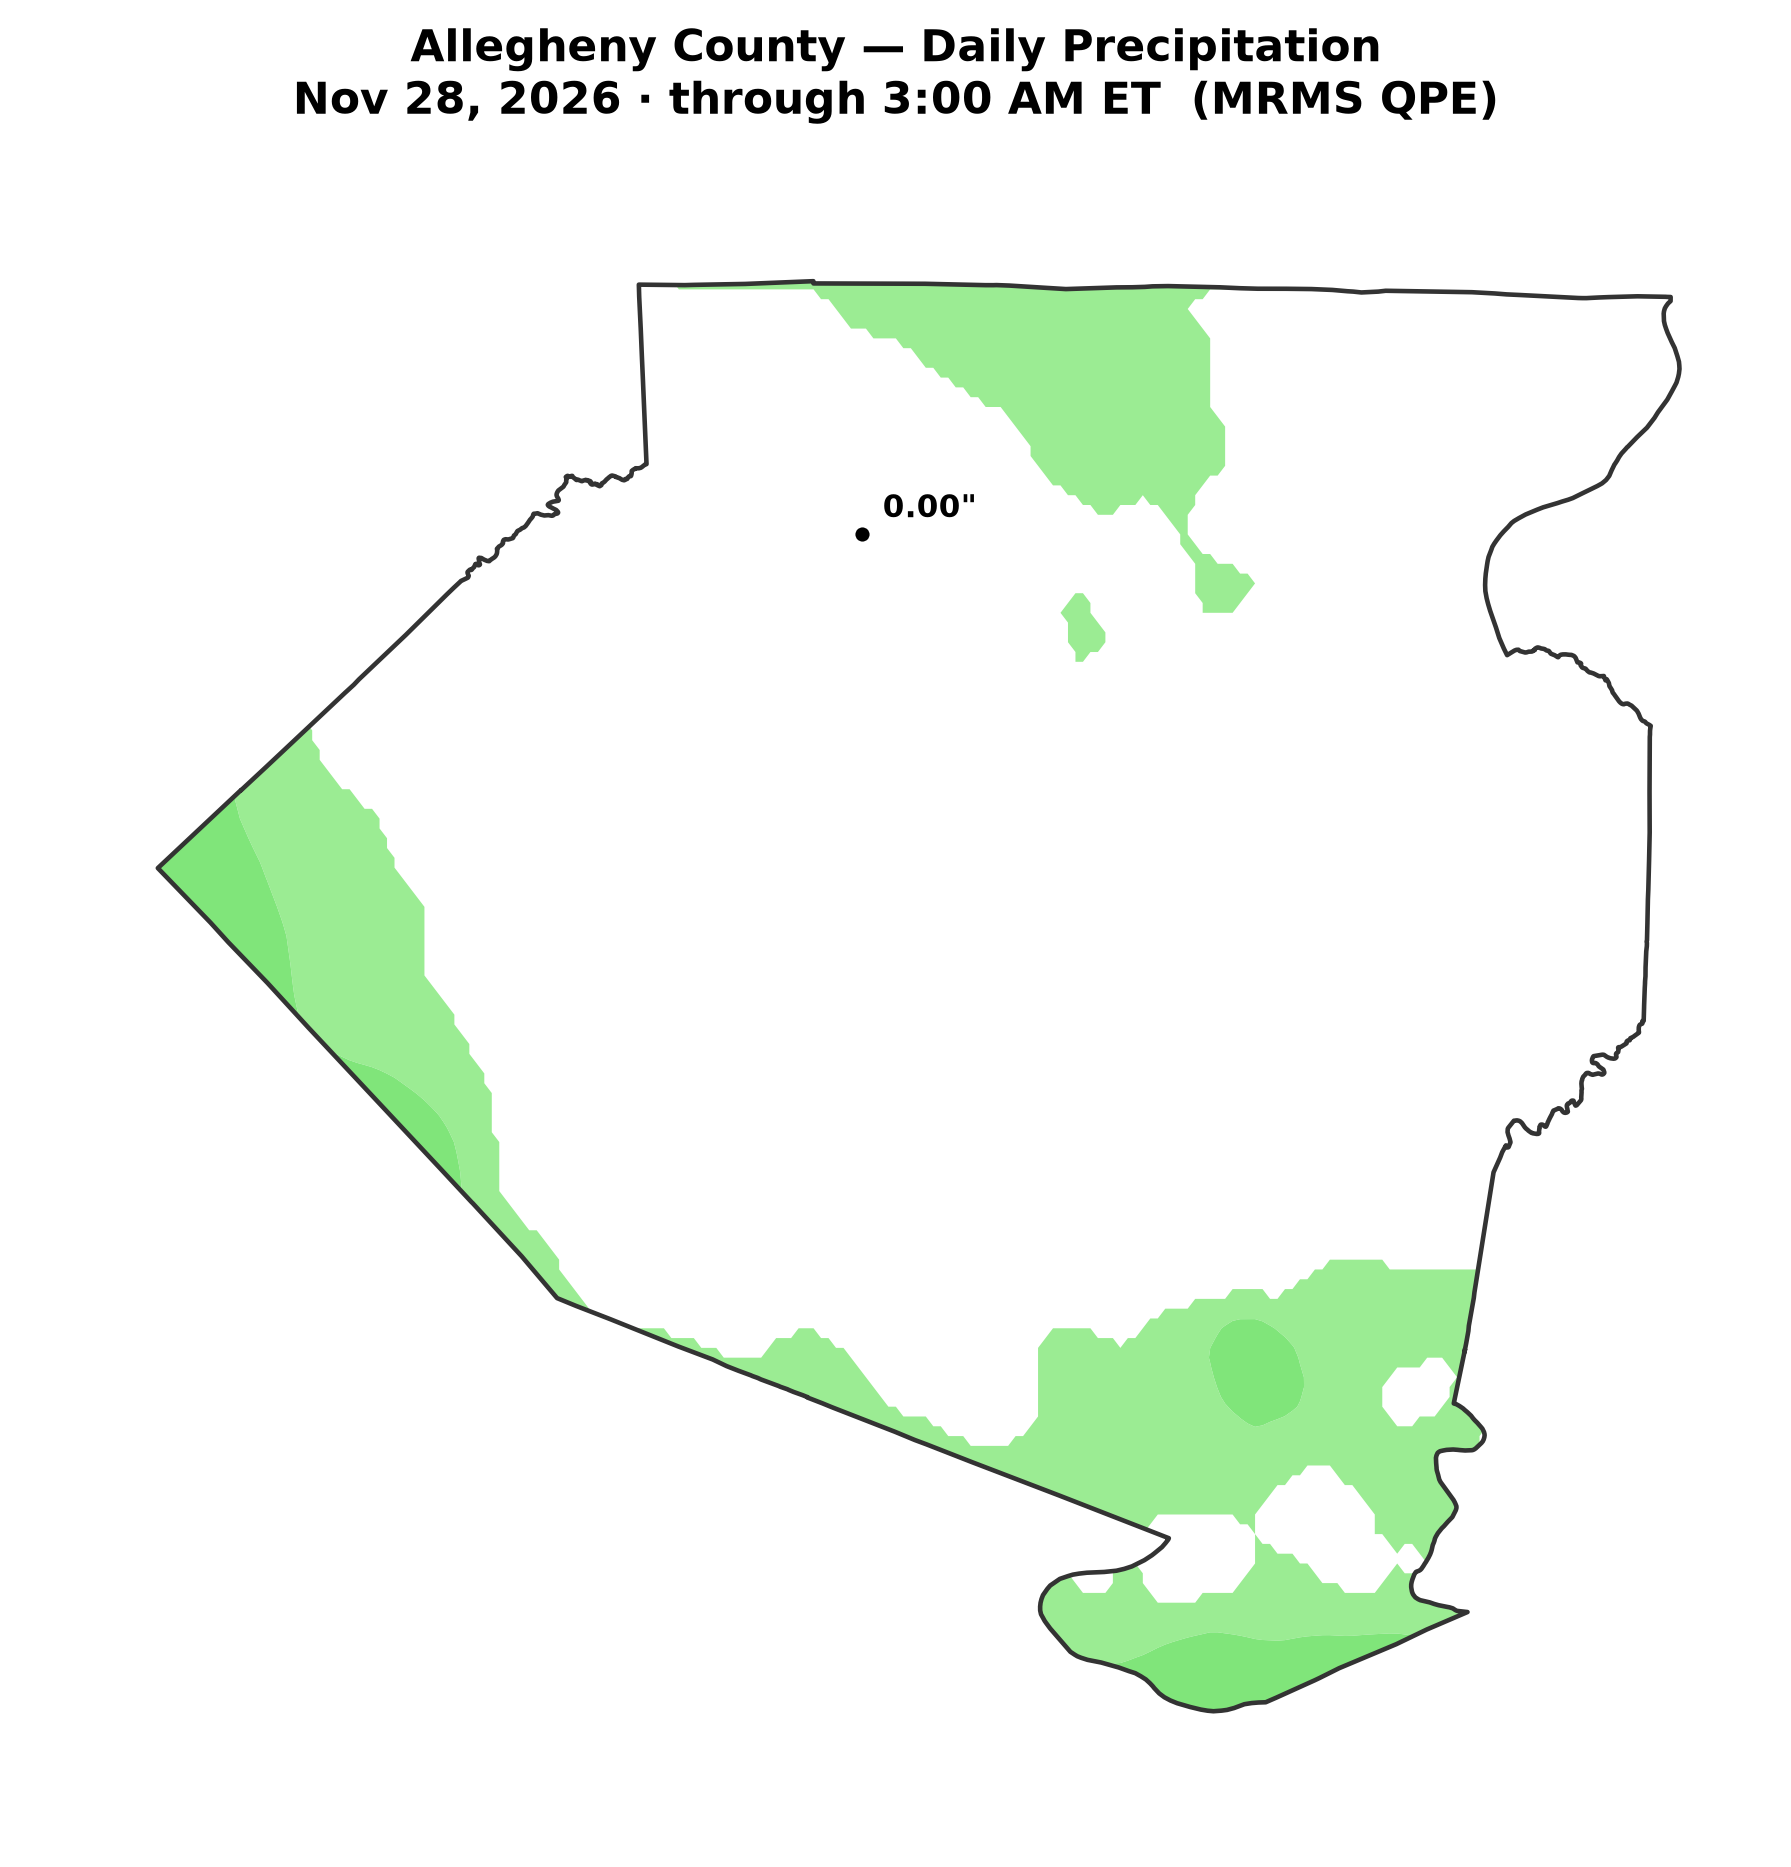 Allegheny County — Daily Precipitation
Nov 28, 2026 · through 3:00 AM ET  (MRMS QPE)
0.00"